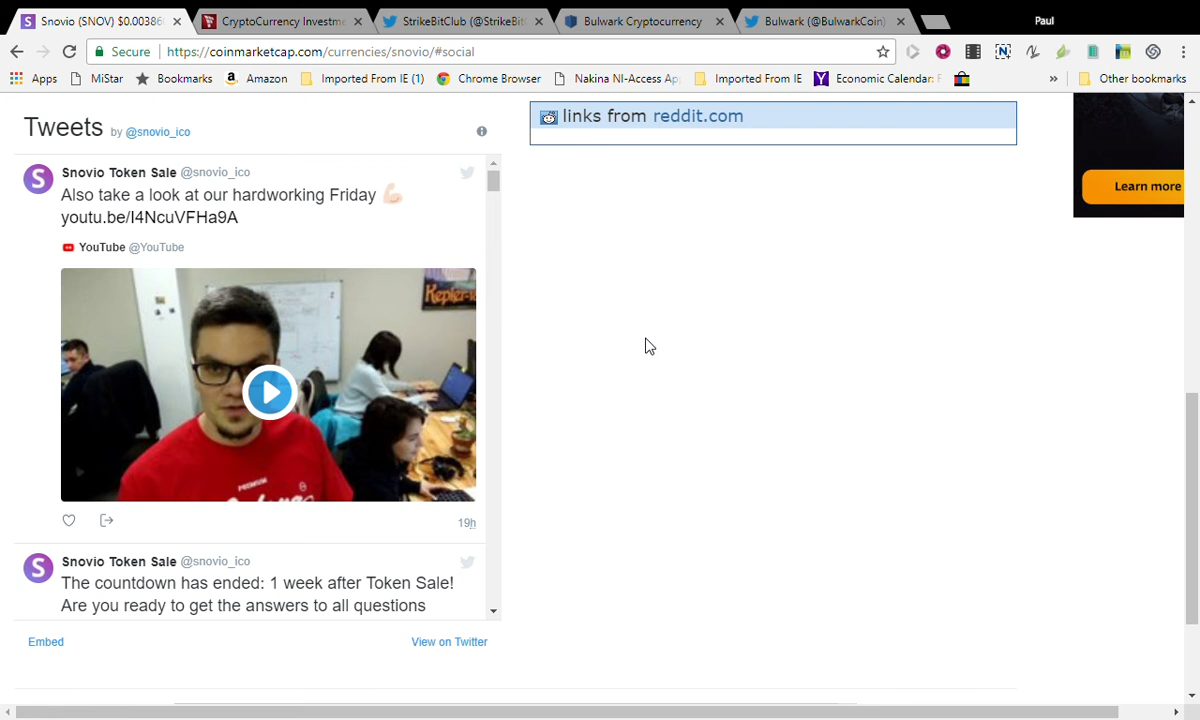 Snovio (SNOV) $0.00386
CryptoCurrency Investme
StrikeBitClub (@StrikeBit
Bulwark Cryptocurrency
Bulwark (@BulwarkCoin)
Paul
Secure
https://coinmarketcap.com/currencies/snovio/#social
Apps
MiStar
Bookmarks
Amazon
Imported From IE (1)
Chrome Browser
Nakina NI-Access Ap
Imported From IE
Economic Calendar: F
»
Other bookmarks
Tweets by @snovio_ico
Snovio Token Sale @snovio_ico
Also take a look at our hardworking Friday 💪🏻
youtu.be/I4NcuVFHa9A
YouTube @YouTube
Kepler-1
PREMIUM
19h
Snovio Token Sale @snovio_ico
The countdown has ended: 1 week after Token Sale!
Are you ready to get the answers to all questions
Embed
View on Twitter
links from reddit.com
Learn more